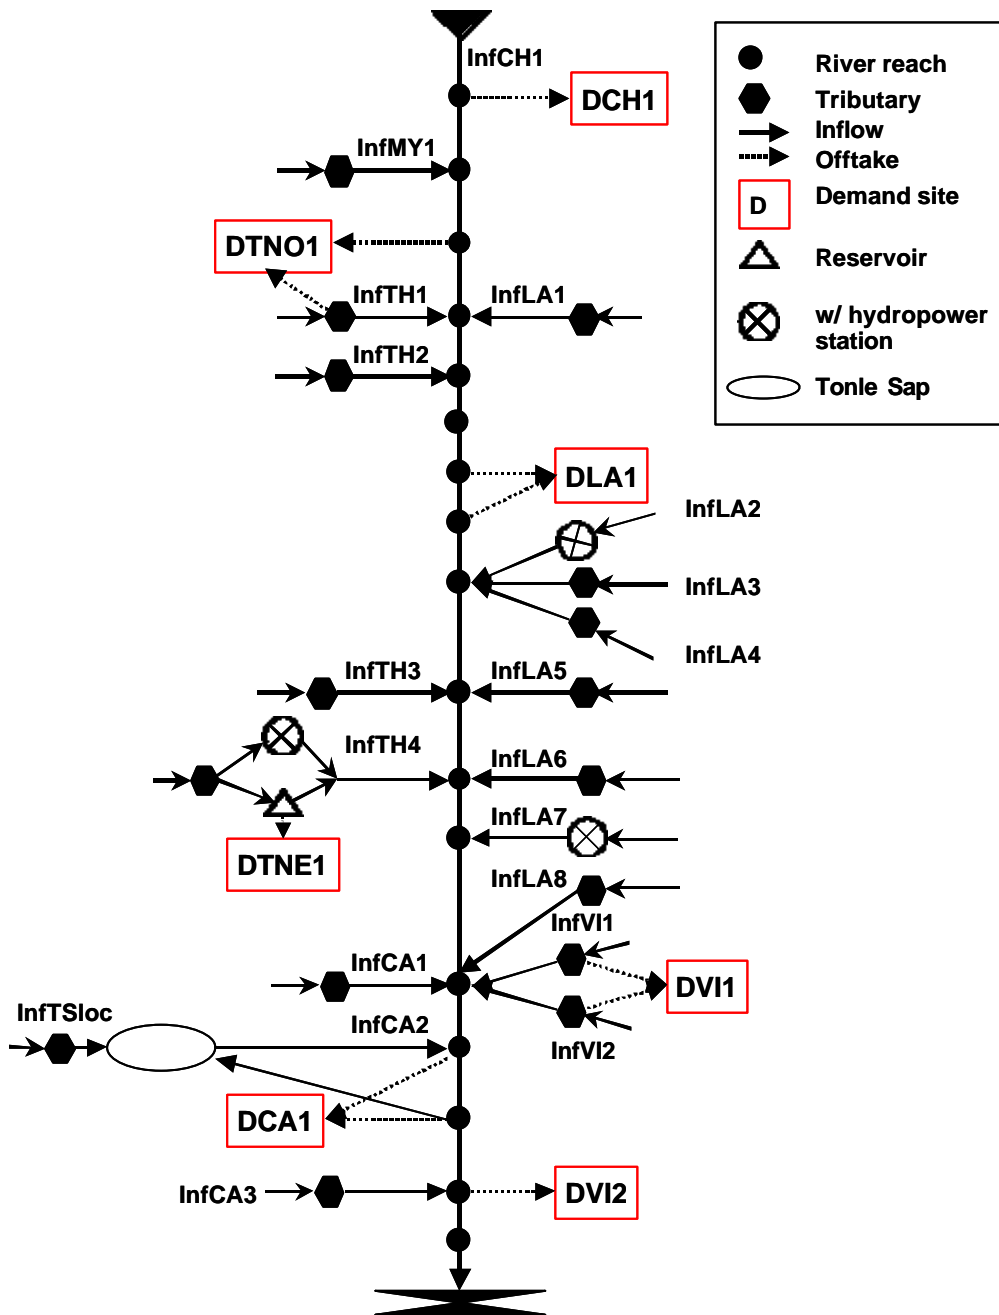 InfCH1
DCH1
InfMY1
DTNO1
InfTH1
InfLA1
InfTH2
DLA1
InfLA2
InfLA3
InfLA4
InfTH3
InfLA5
InfTH4
InfLA6
InfLA7
DTNE1
InfLA8
InfVI1
InfCA1
DVI1
InfTSloc
InfCA2
InfVI2
DCA1
InfCA3
DVI2
River reach
Tributary
Inflow
Offtake
D
Demand site
Reservoir
w/ hydropower
station
Tonle Sap